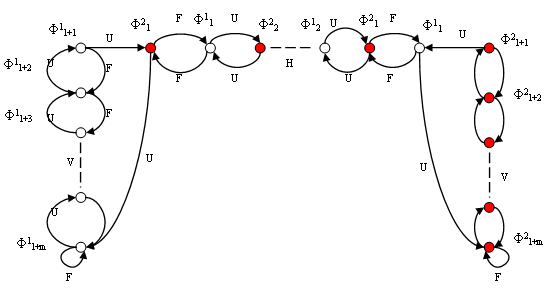 Φ¹ₗ₊₁ U Φ²₁ F Φ¹₁ U Φ²₂ Φ¹₂ U Φ²₁ F Φ¹₁ U Φ²ₗ₊₁
Φ¹ₗ₊₂ U F F U H U F Φ²ₗ₊₂
Φ¹ₗ₊₃ U F
V U U V
U
Φ¹ₗ₊ₘ Φ²ₗ₊ₘ
F F